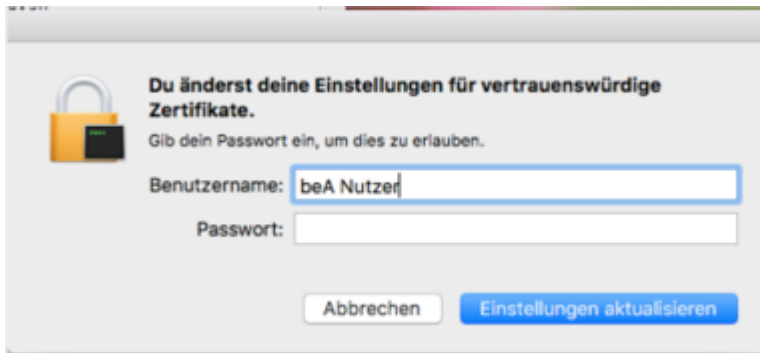 Du änderst deine Einstellungen für vertrauenswürdige
Zertifikate.
Gib dein Passwort ein, um dies zu erlauben.
Benutzername: beA Nutzer
Passwort:
Abbrechen Einstellungen aktualisieren